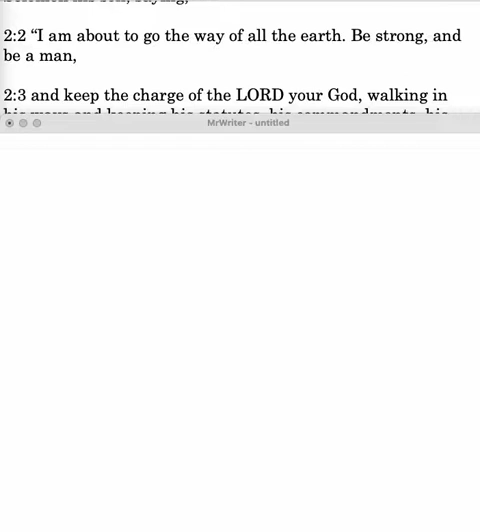 2:2 “I am about to go the way of all the earth. Be strong, and
be a man,
2:3 and keep the charge of the LORD your God, walking in
MrWriter - untitled